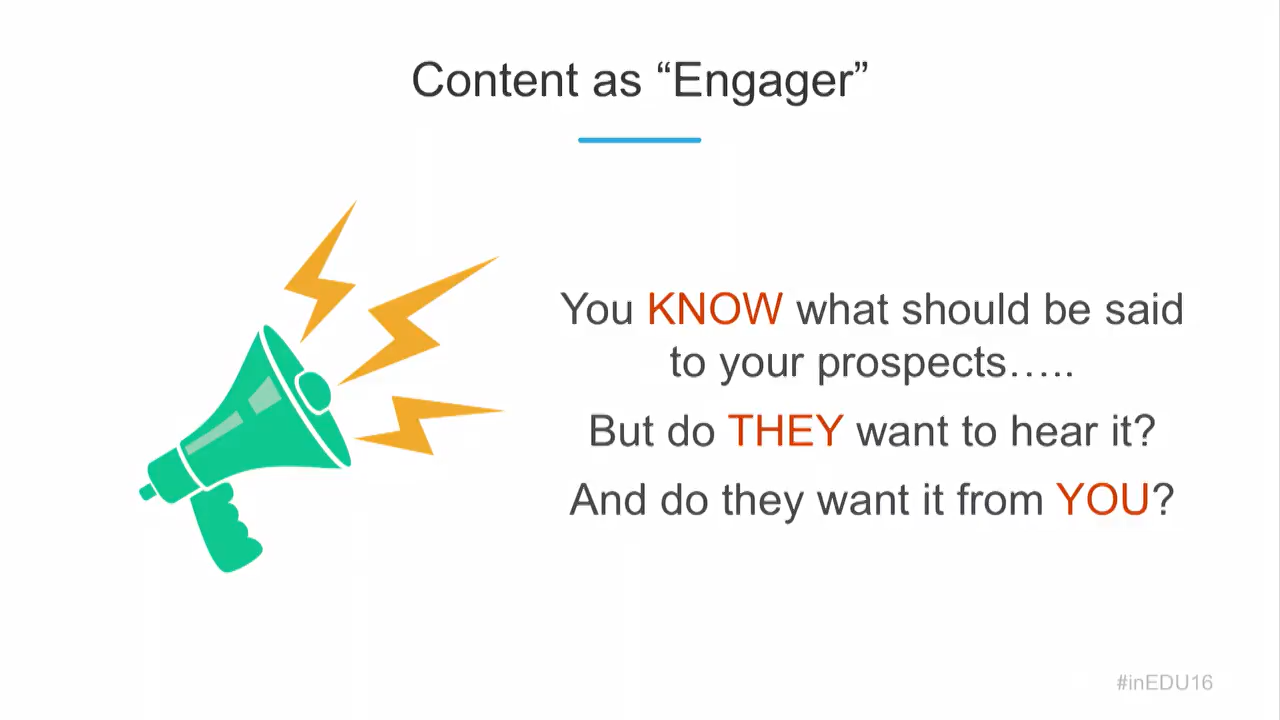 Content as “Engager”
You KNOW what should be said
to your prospects…..
But do THEY want to hear it?
And do they want it from YOU?
#inEDU16